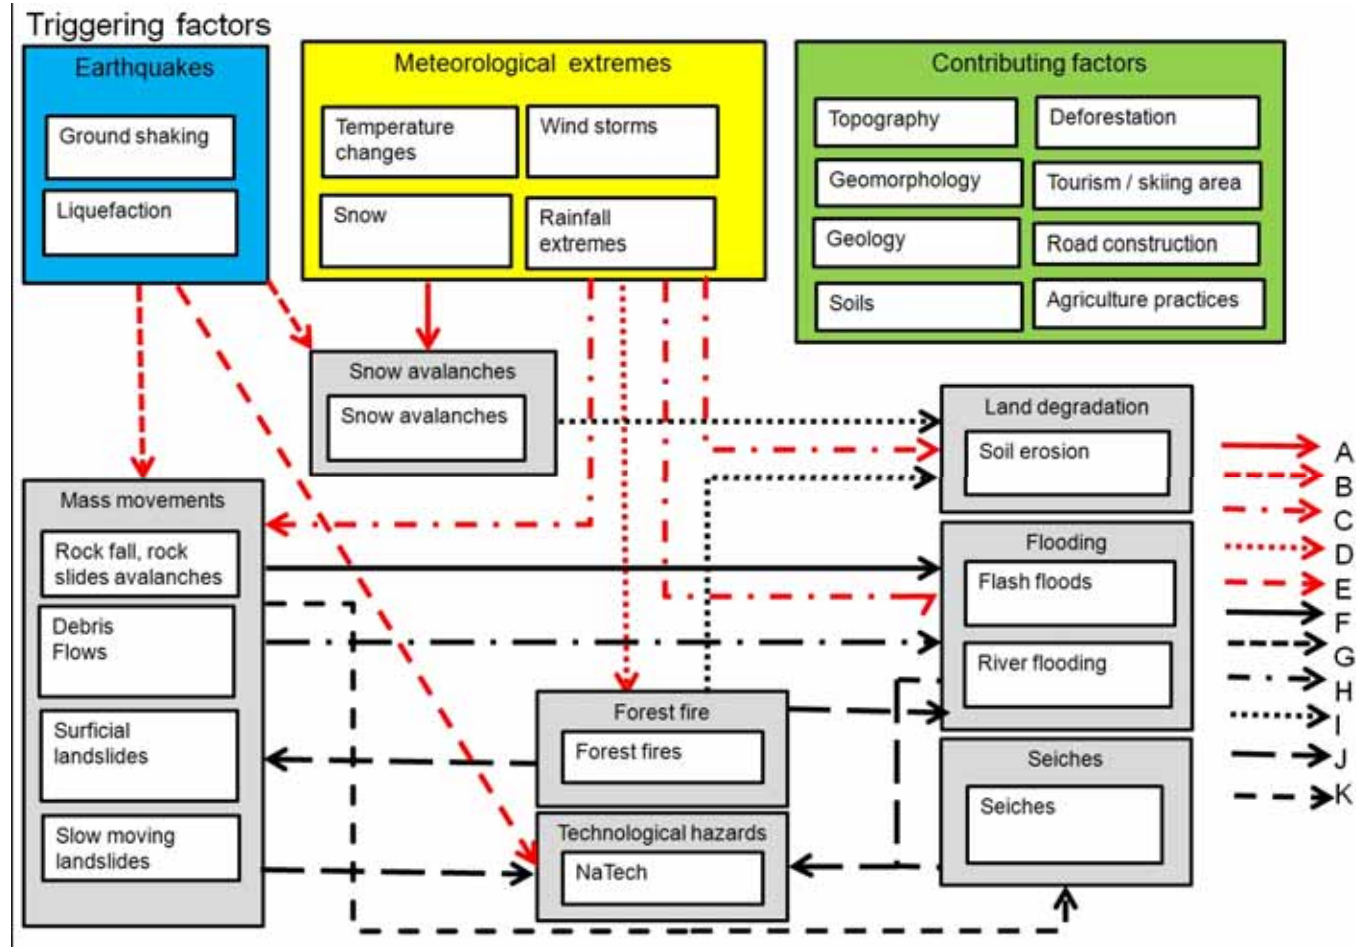 Triggering factors
Earthquakes
Ground shaking
Liquefaction
Meteorological extremes
Temperature
changes
Wind storms
Snow
Rainfall
extremes
Contributing factors
Topography
Deforestation
Geomorphology
Tourism / skiing area
Geology
Road construction
Soils
Agriculture practices
Snow avalanches
Snow avalanches
Land degradation
Soil erosion
Mass movements
Rock fall, rock
slides avalanches
Debris
Flows
Surficial
landslides
Slow moving
landslides
Flooding
Flash floods
River flooding
Forest fire
Forest fires
Technological hazards
NaTech
Seiches
Seiches
A
B
C
D
E
F
G
H
I
J
K